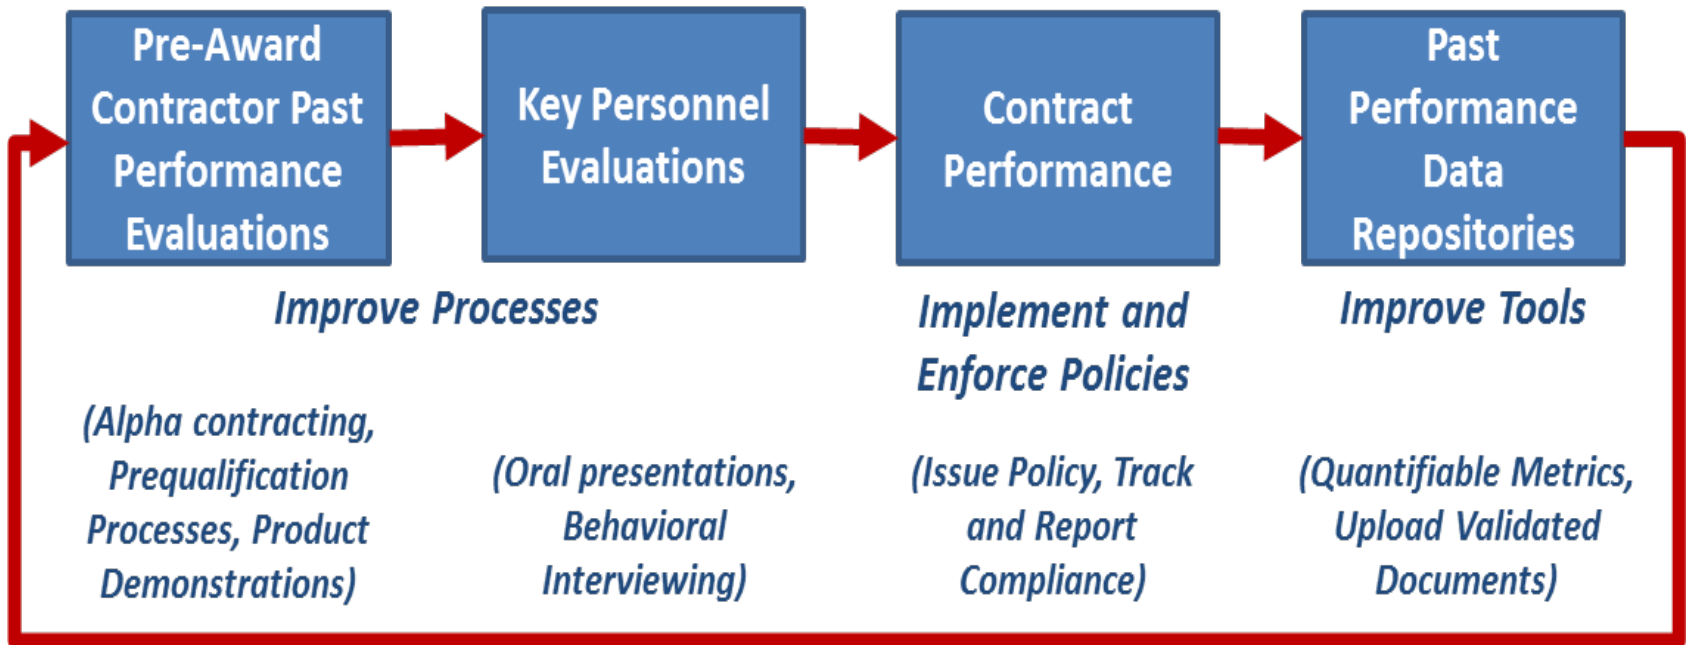 Pre-Award
Contractor Past
Performance
Evaluations
Key Personnel
Evaluations
Contract
Performance
Past
Performance
Data
Repositories
Improve Processes
Implement and
Enforce Policies
Improve Tools
(Alpha contracting,
Prequalification
Processes, Product
Demonstrations)
(Oral presentations,
Behavioral
Interviewing)
(Issue Policy, Track
and Report
Compliance)
(Quantifiable Metrics,
Upload Validated
Documents)